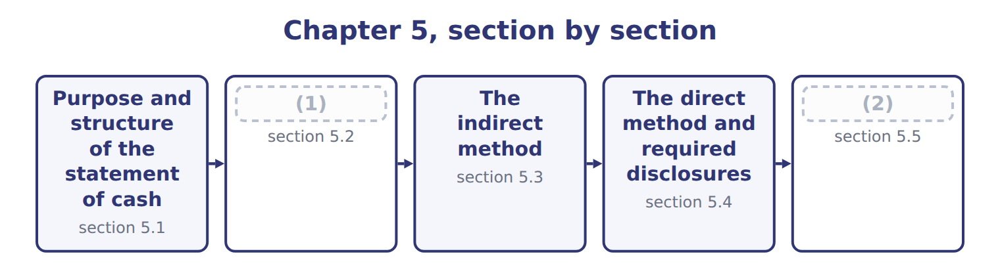 Chapter 5, section by section
Purpose and
structure
of the
statement
of cash
section 5.1
(1)
section 5.2
The
indirect
method
section 5.3
The direct
method and
required
disclosures
section 5.4
(2)
section 5.5